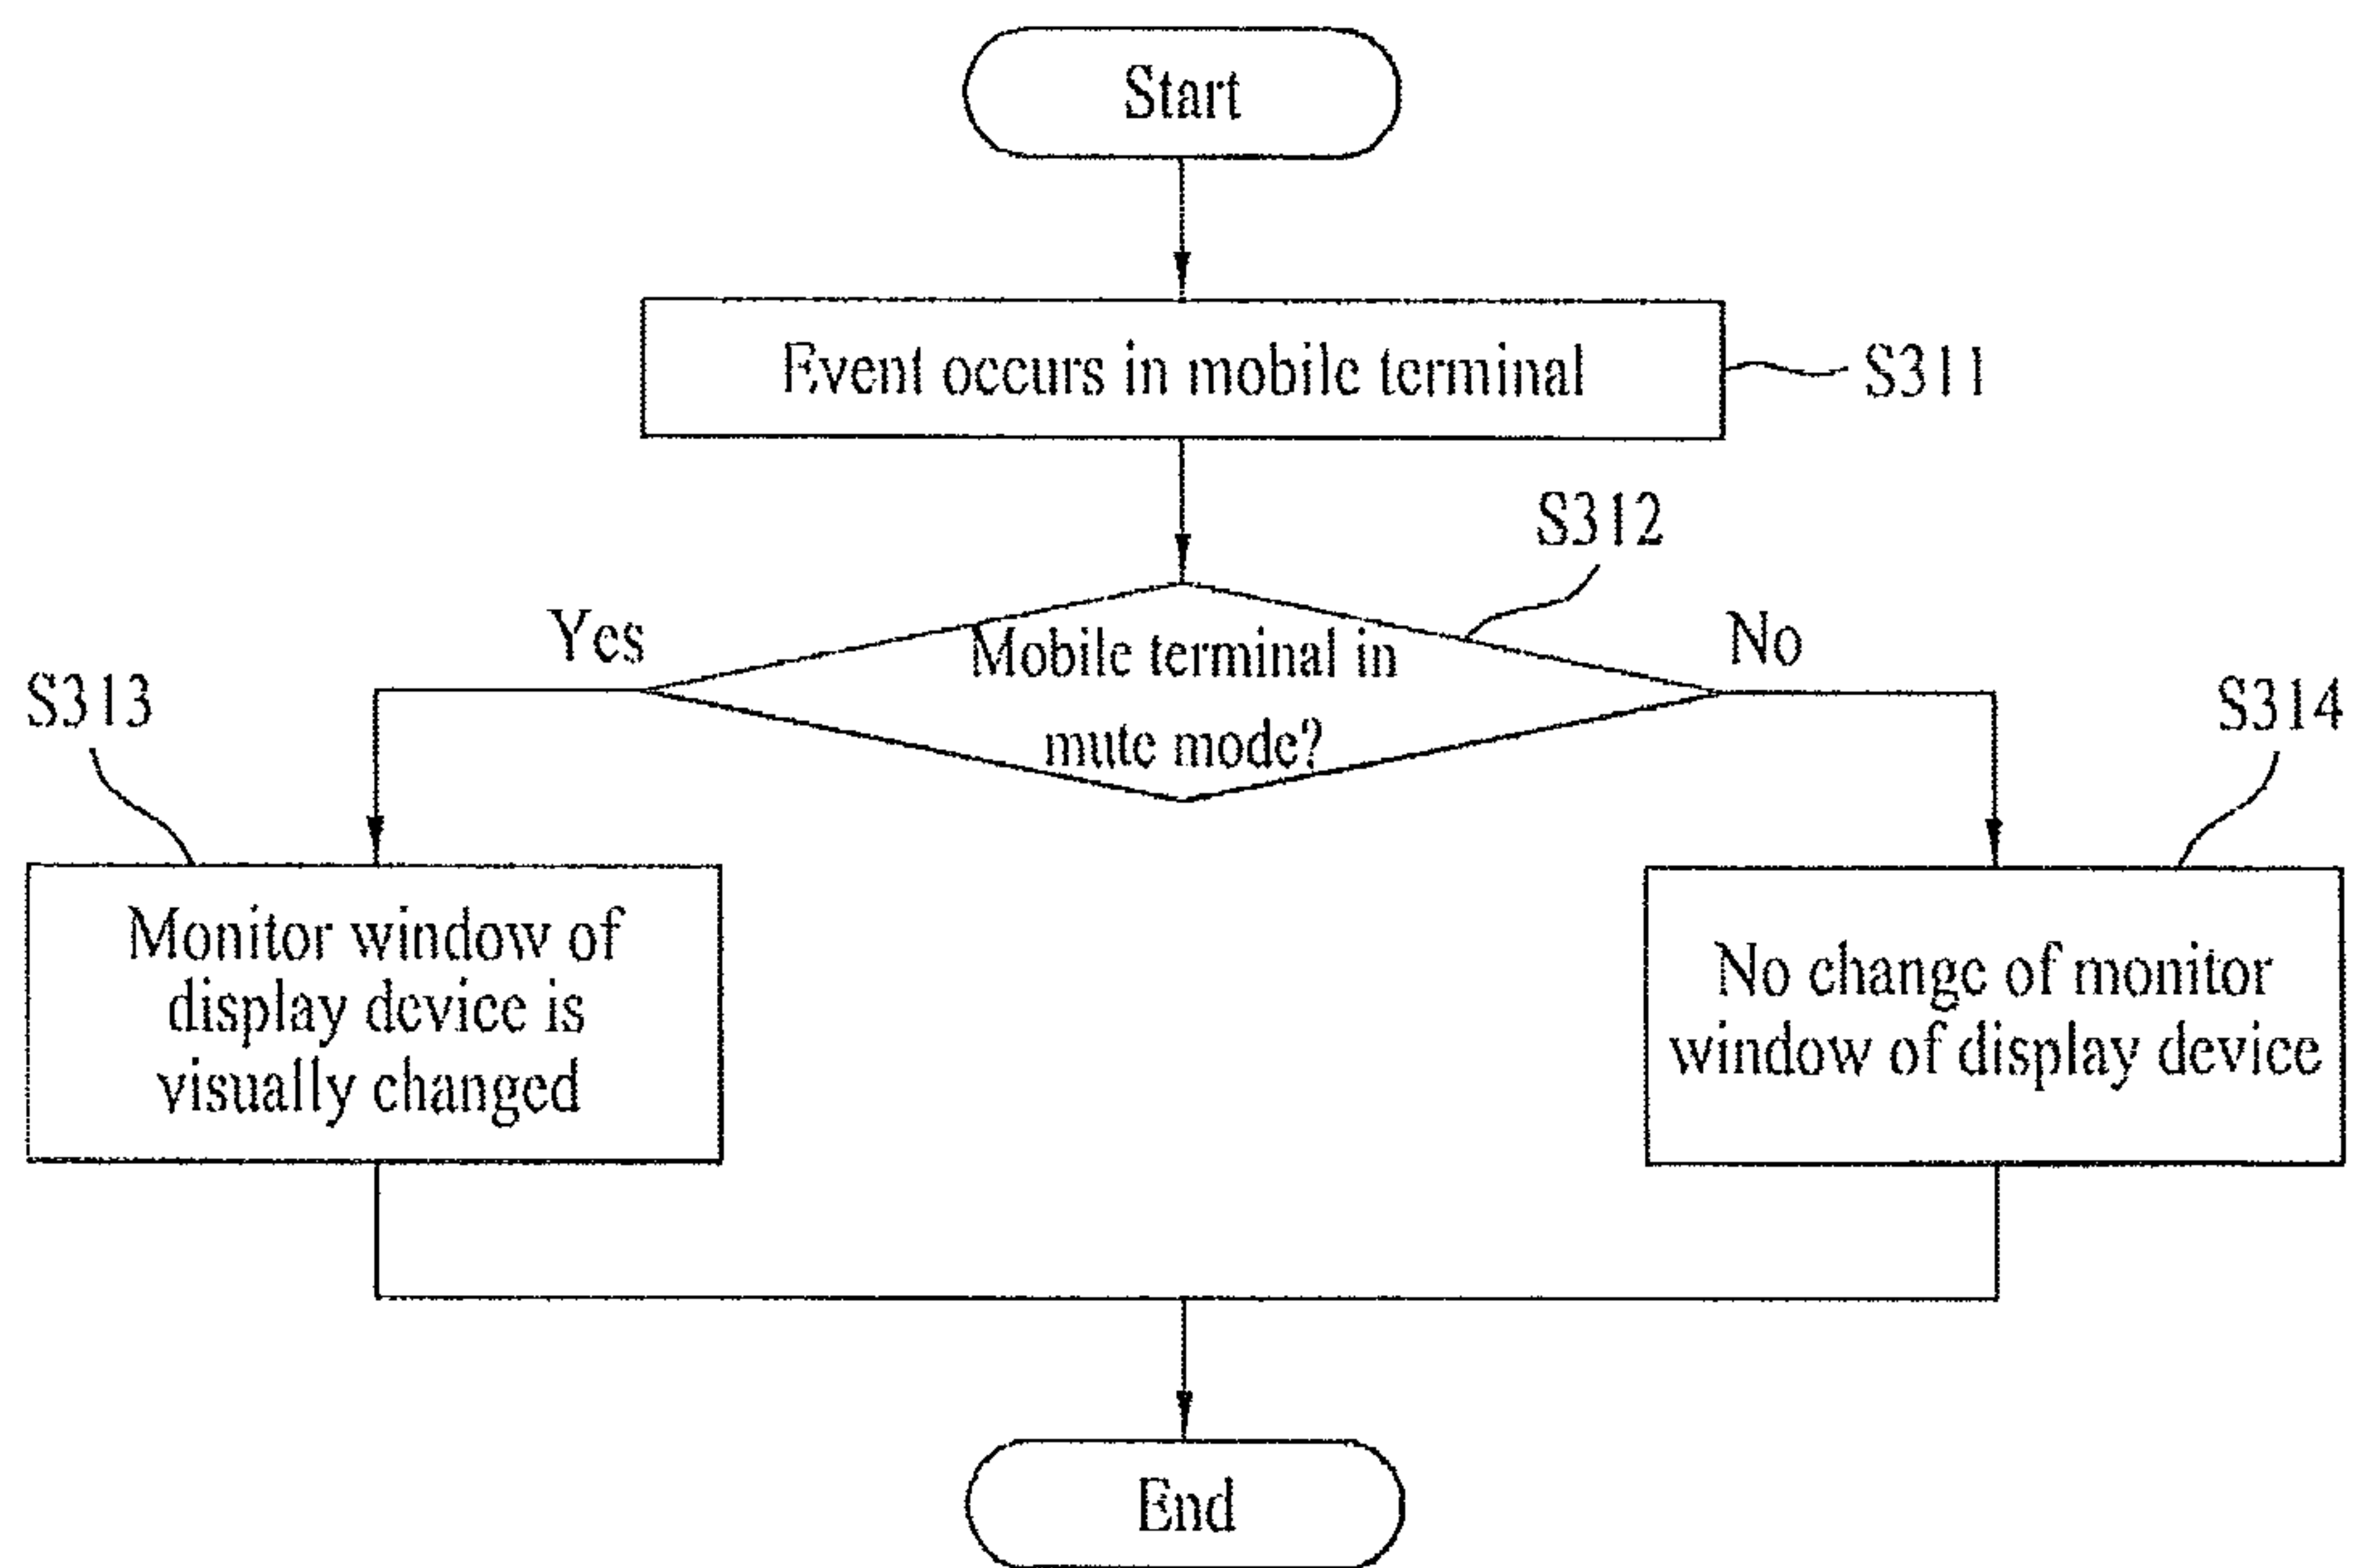 Start
Event occurs in mobile terminal
S311
S312
Yes
No
Mobile terminal in
mute mode?
S313
S314
Monitor window of
display device is
visually changed
No change of monitor
window of display device
End